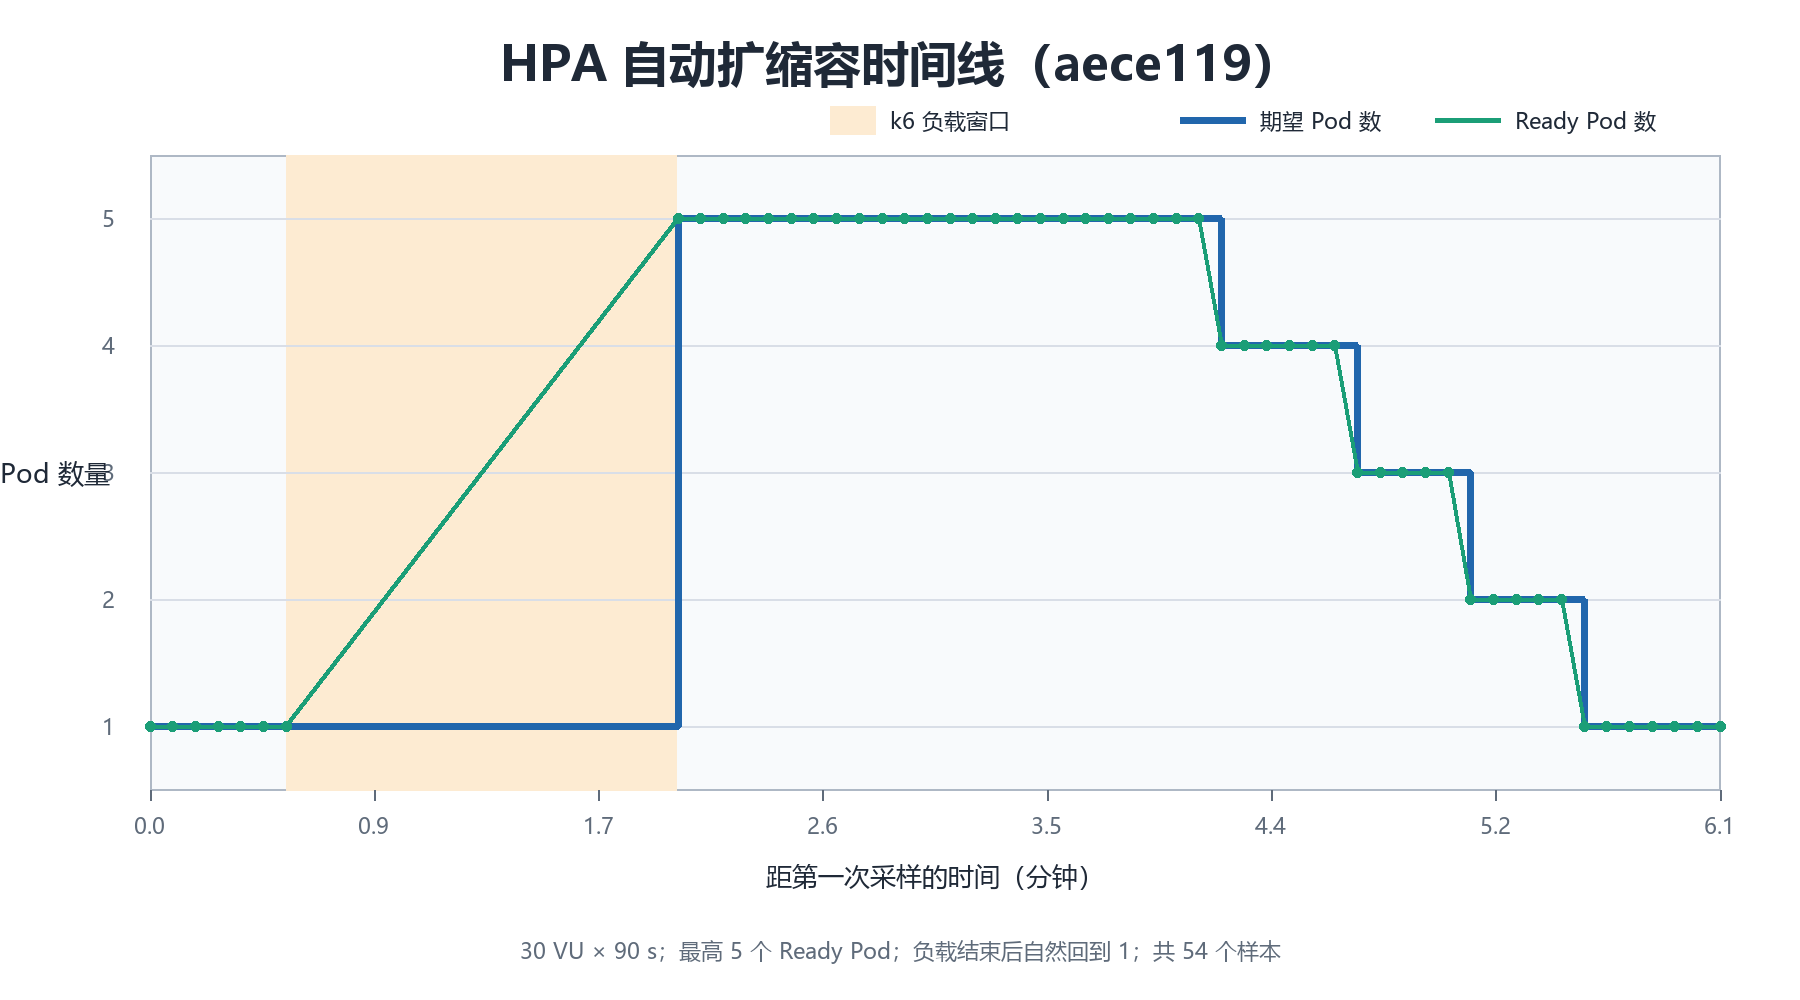 HPA 自动扩缩容时间线（aece119）
k6 负载窗口
期望 Pod 数
Ready Pod 数
5
4
Pod 数量
3
2
1
0.0
0.9
1.7
2.6
3.5
4.4
5.2
6.1
距第一次采样的时间（分钟）
30 VU × 90 s；最高 5 个 Ready Pod；负载结束后自然回到 1；共 54 个样本